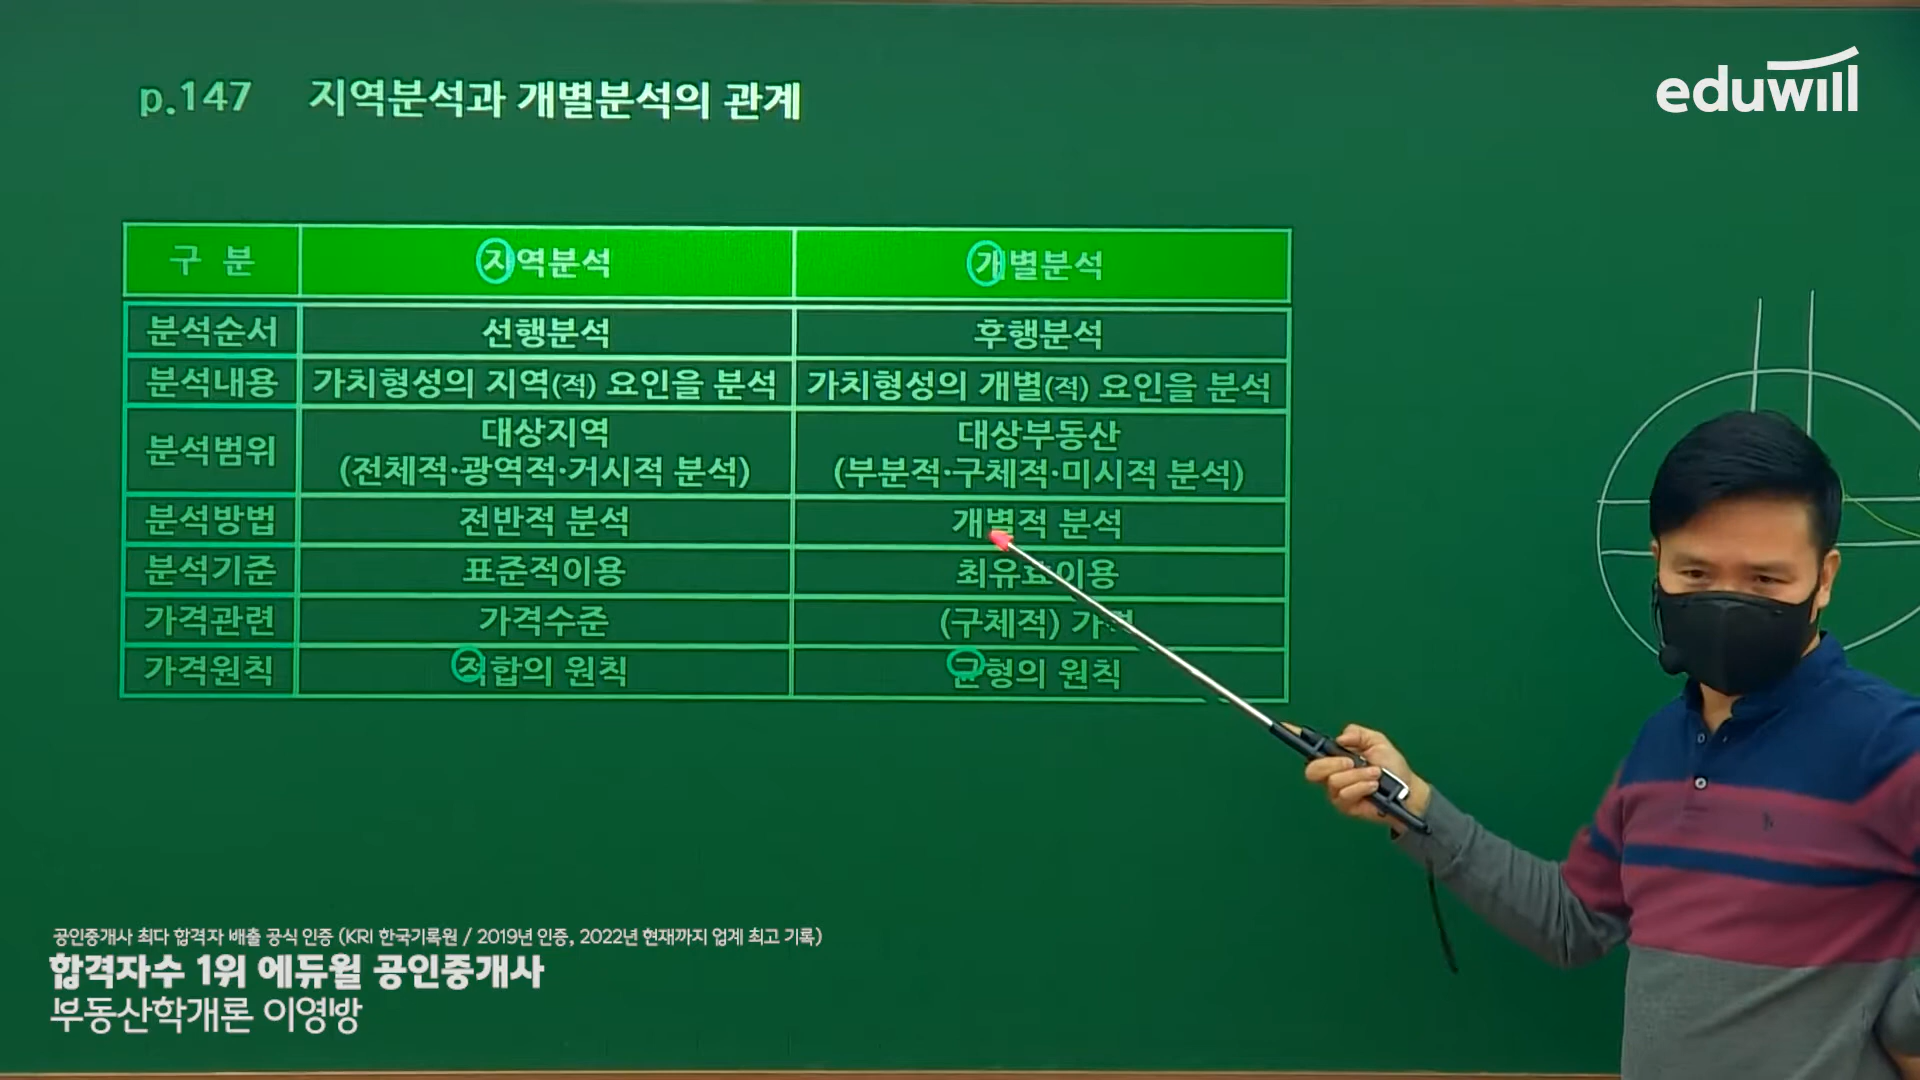 p.147 지역분석과 개별분석의 관계
eduwill
구 분 지역분석 개별분석
분석순서 선행분석 후행분석
분석내용 가치형성의 지역(적) 요인을 분석 가치형성의 개별(적) 요인을 분석
분석범위 대상지역 대상부동산
(전체적·광역적·거시적 분석) (부분적·구체적·미시적 분석)
분석방법 전반적 분석 개별적 분석
분석기준 표준적이용 최유효이용
가격관련 가격수준 (구체적) 가격
가격원칙 적합의 원칙 균형의 원칙
공인중개사 최다 합격자 배출 공식 인증 (KRI 한국기록원 / 2019년 인증, 2022년 현재까지 업계 최고 기록)
합격자수 1위 에듀윌 공인중개사
부동산학개론 이영방